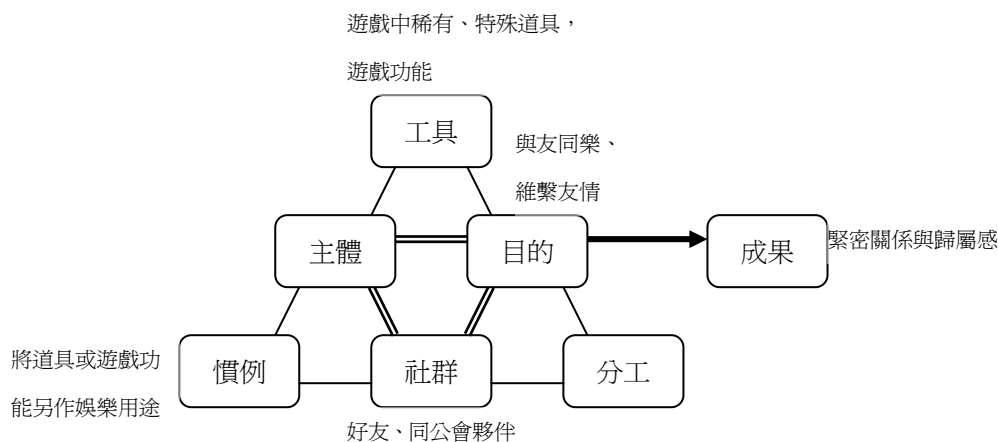 遊戲中稀有、特殊道具，
遊戲功能
工具
與友同樂、
維繫友情
主體
目的
成果
緊密關係與歸屬感
將道具或遊戲功
能另作娛樂用途
慣例
社群
分工
好友、同公會夥伴